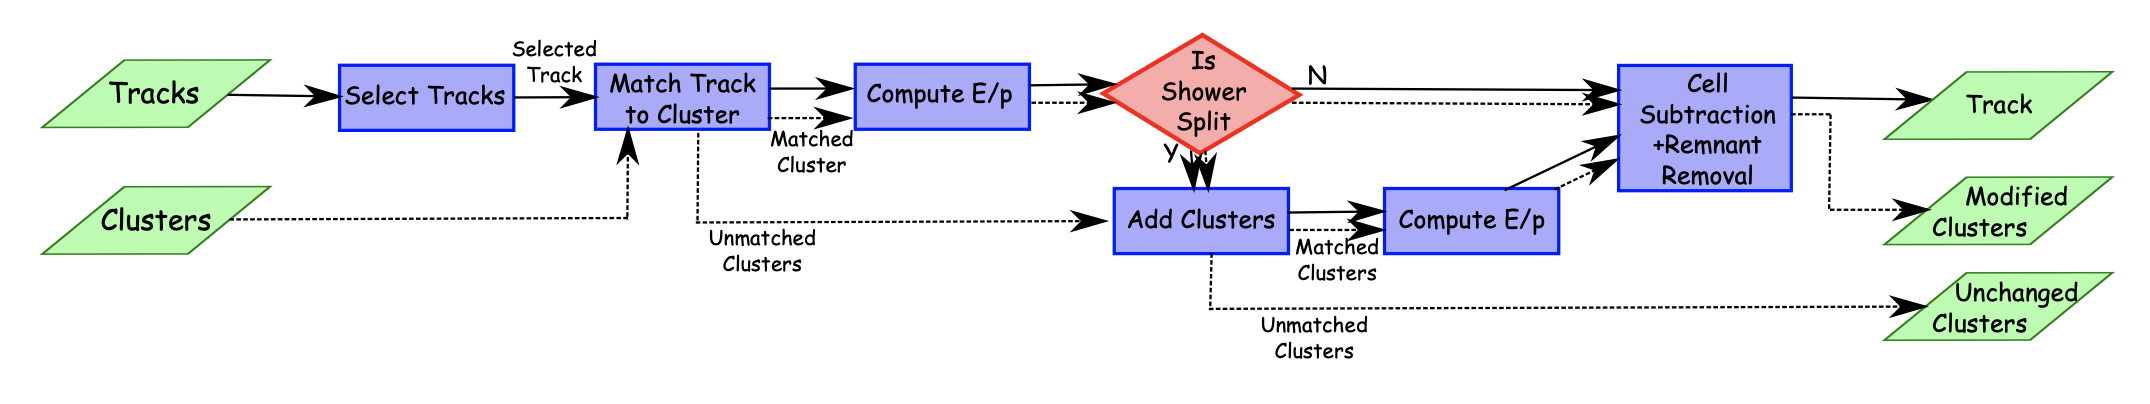 Tracks
Select Tracks
Selected
Track
Match Track
to Cluster
Matched
Cluster
Compute E/p
Is
Shower
Split
N
Y
Cell
Subtraction
+Remnant
Removal
Track
Clusters
Unmatched
Clusters
Add Clusters
Matched
Clusters
Compute E/p
Modified
Clusters
Unmatched
Clusters
Unchanged
Clusters